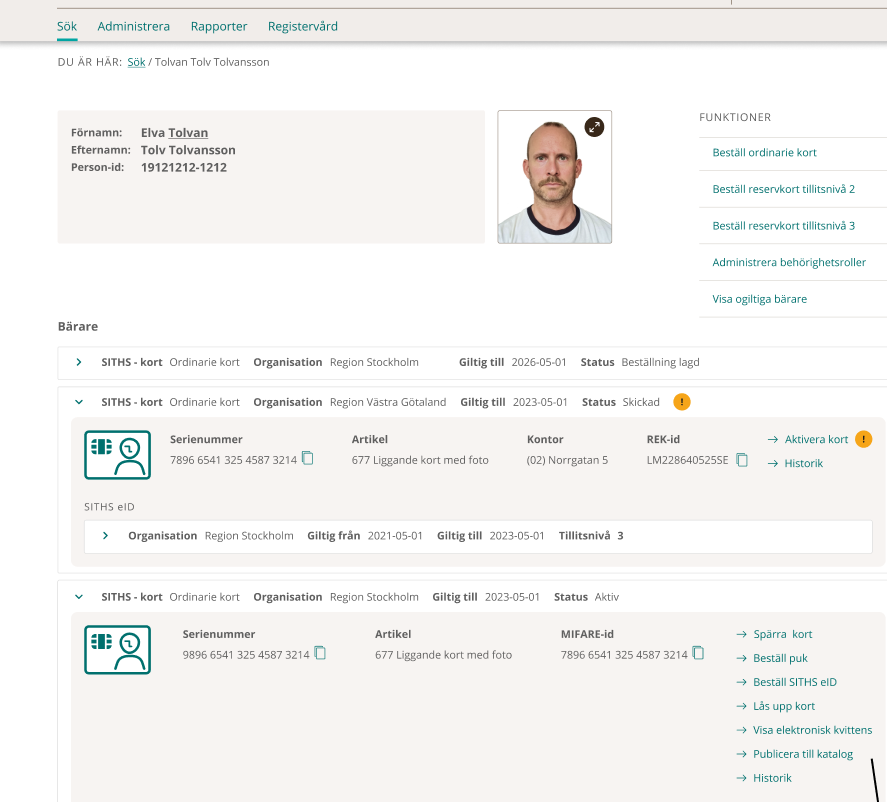 Sök Administrera Rapporter Registervård
DU ÄR HÄR: Sök / Tolvan Tolv Tolvansson
Förnamn: Elva Tolvan
Efternamn: Tolv Tolvansson
Person-id: 19121212-1212
FUNKTIONER
Beställ ordinarie kort
Beställ reservkort tillitsnivå 2
Beställ reservkort tillitsnivå 3
Administrera behörighetsroller
Visa ogiltiga bärare
Bärare
SITHS - kort Ordinarie kort Organisation Region Stockholm Giltig till 2026-05-01 Status Beställning lagd
SITHS - kort Ordinarie kort Organisation Region Västra Götaland Giltig till 2023-05-01 Status Skickad !
Serienummer Artikel Kontor REK-id → Aktivera kort !
7896 6541 325 4587 3214 677 Liggande kort med foto (02) Norrgatan 5 LM228640525SE → Historik
SITHS eID
Organisation Region Stockholm Giltig från 2021-05-01 Giltig till 2023-05-01 Tillitsnivå 3
SITHS - kort Ordinarie kort Organisation Region Stockholm Giltig till 2023-05-01 Status Aktiv
Serienummer Artikel MIFARE-id → Spärra kort
9896 6541 325 4587 3214 677 Liggande kort med foto 7896 6541 325 4587 3214 → Beställ puk
→ Beställ SITHS eID
→ Lås upp kort
→ Visa elektronisk kvittens
→ Publicera till katalog
→ Historik